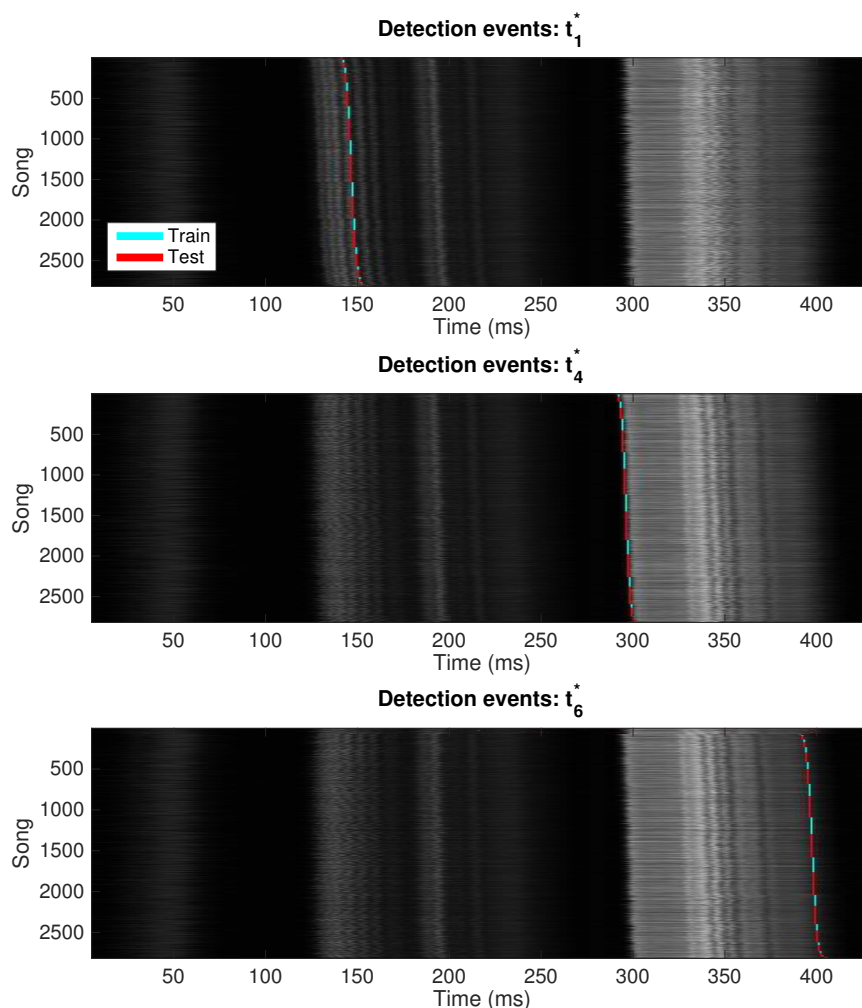 Detection events: t*1
500
1000
1500
2000
2500
Song
Train
Test
50 100 150 200 250 300 350 400
Time (ms)
Detection events: t*4
500
1000
1500
2000
2500
Song
50 100 150 200 250 300 350 400
Time (ms)
Detection events: t*6
500
1000
1500
2000
2500
Song
50 100 150 200 250 300 350 400
Time (ms)